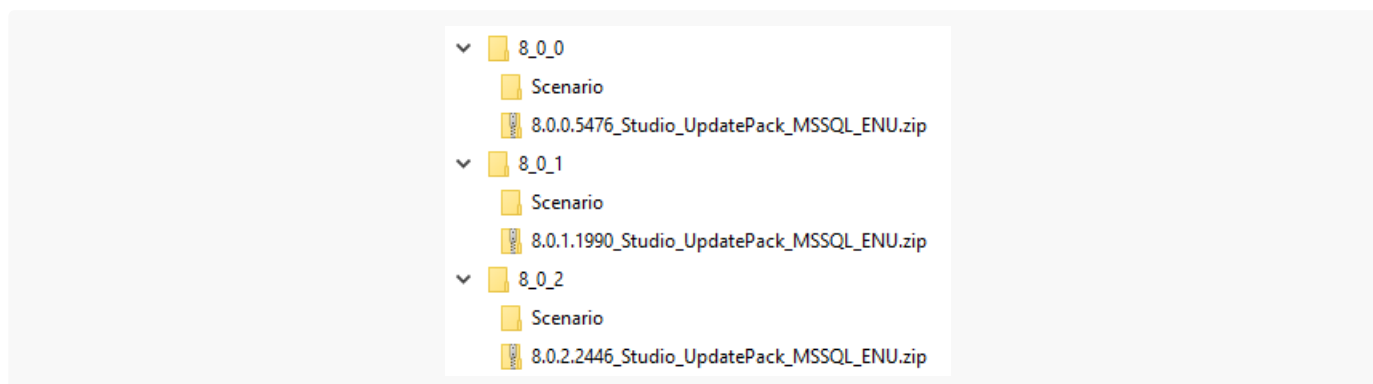 8_0_0
Scenario
8.0.0.5476_Studio_UpdatePack_MSSQL_ENU.zip
8_0_1
Scenario
8.0.1.1990_Studio_UpdatePack_MSSQL_ENU.zip
8_0_2
Scenario
8.0.2.2446_Studio_UpdatePack_MSSQL_ENU.zip